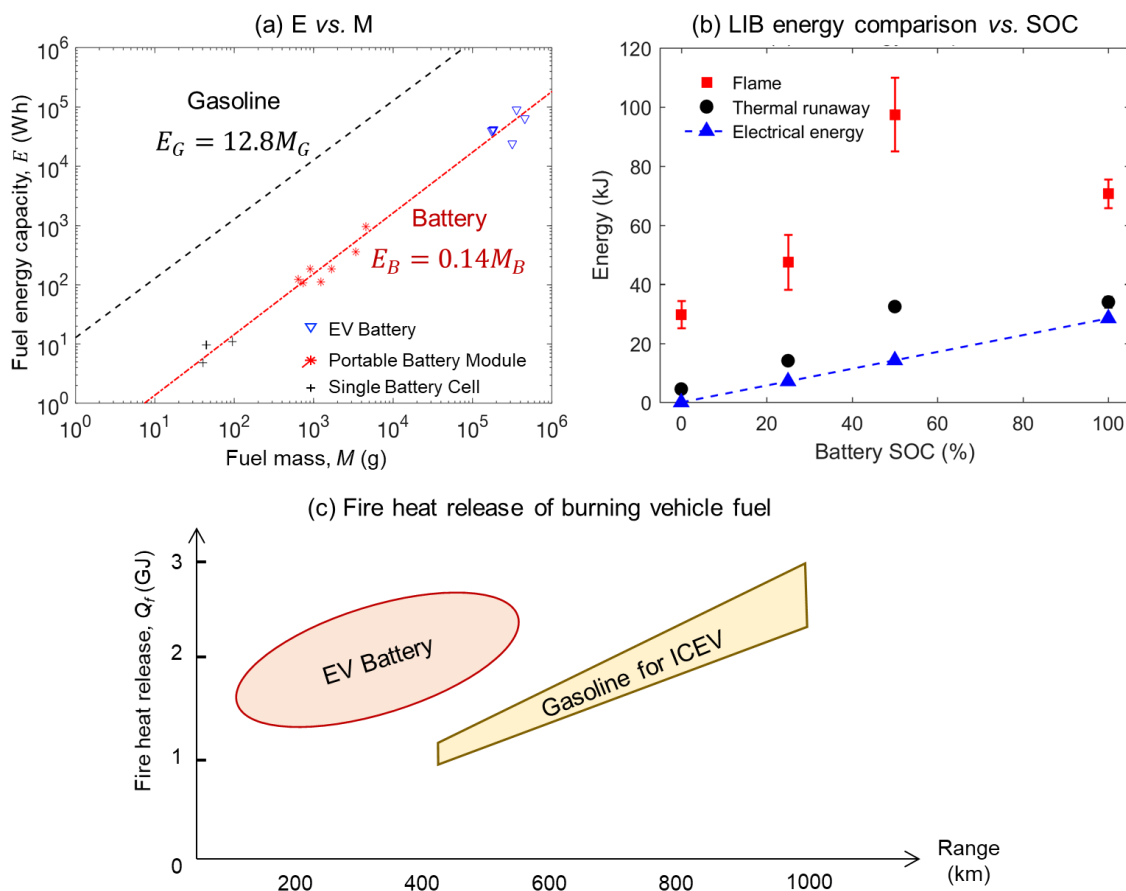 (a) E vs. M
Fuel energy capacity, E (Wh)
10^6
10^5
10^4
10^3
10^2
10^1
10^0
Gasoline
E_G = 12.8M_G
Battery
E_B = 0.14M_B
EV Battery
Portable Battery Module
Single Battery Cell
10^0 10^1 10^2 10^3 10^4 10^5 10^6
Fuel mass, M (g)
(b) LIB energy comparison vs. SOC
Energy (kJ)
120
100
80
60
40
20
0
Flame
Thermal runaway
Electrical energy
0 20 40 60 80 100
Battery SOC (%)
(c) Fire heat release of burning vehicle fuel
Fire heat release, Q_f (GJ)
3
2
1
0
EV Battery
Gasoline for ICEV
200 400 600 800 1000
Range
(km)